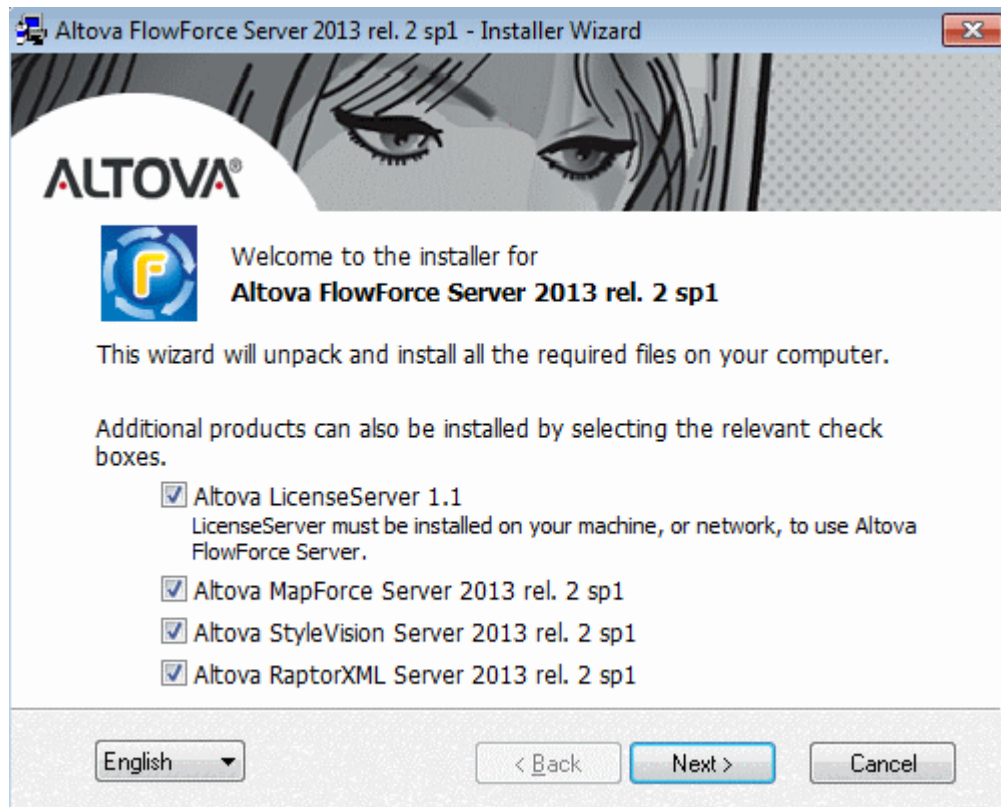 Altova FlowForce Server 2013 rel. 2 sp1 - Installer Wizard
ALTOVA®
Welcome to the installer for
Altova FlowForce Server 2013 rel. 2 sp1
This wizard will unpack and install all the required files on your computer.
Additional products can also be installed by selecting the relevant check
boxes.
Altova LicenseServer 1.1
LicenseServer must be installed on your machine, or network, to use Altova
FlowForce Server.
Altova MapForce Server 2013 rel. 2 sp1
Altova StyleVision Server 2013 rel. 2 sp1
Altova RaptorXML Server 2013 rel. 2 sp1
English
< Back
Next >
Cancel